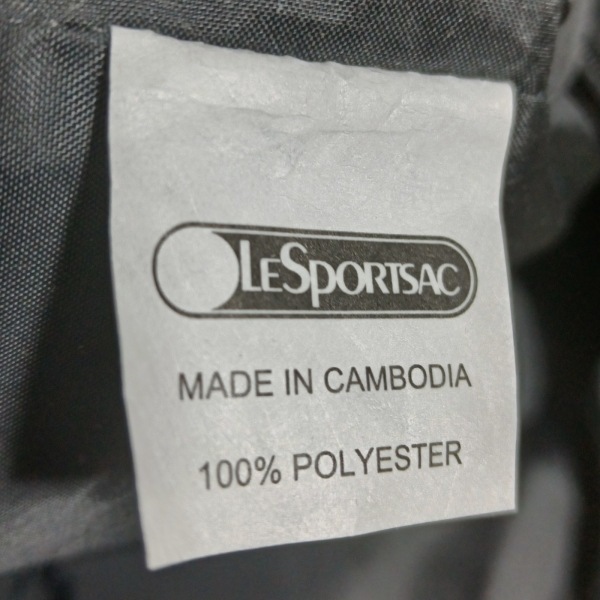 LeSportsac
MADE IN CAMBODIA
100% POLYESTER